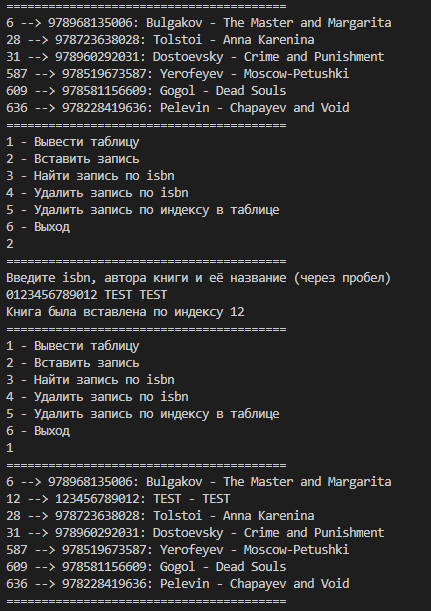 ========================================
6 --> 978968135006: Bulgakov - The Master and Margarita
28 --> 978723638028: Tolstoi - Anna Karenina
31 --> 978960292031: Dostoevsky - Crime and Punishment
587 --> 978519673587: Yerofeyev - Moscow-Petushki
609 --> 978581156609: Gogol - Dead Souls
636 --> 978228419636: Pelevin - Chapayev and Void
========================================
1 - Вывести таблицу
2 - Вставить запись
3 - Найти запись по isbn
4 - Удалить запись по isbn
5 - Удалить запись по индексу в таблице
6 - Выход
2
========================================
Введите isbn, автора книги и её название (через пробел)
0123456789012 TEST TEST
Книга была вставлена по индексу 12
========================================
1 - Вывести таблицу
2 - Вставить запись
3 - Найти запись по isbn
4 - Удалить запись по isbn
5 - Удалить запись по индексу в таблице
6 - Выход
1
========================================
6 --> 978968135006: Bulgakov - The Master and Margarita
12 --> 123456789012: TEST - TEST
28 --> 978723638028: Tolstoi - Anna Karenina
31 --> 978960292031: Dostoevsky - Crime and Punishment
587 --> 978519673587: Yerofeyev - Moscow-Petushki
609 --> 978581156609: Gogol - Dead Souls
636 --> 978228419636: Pelevin - Chapayev and Void
========================================